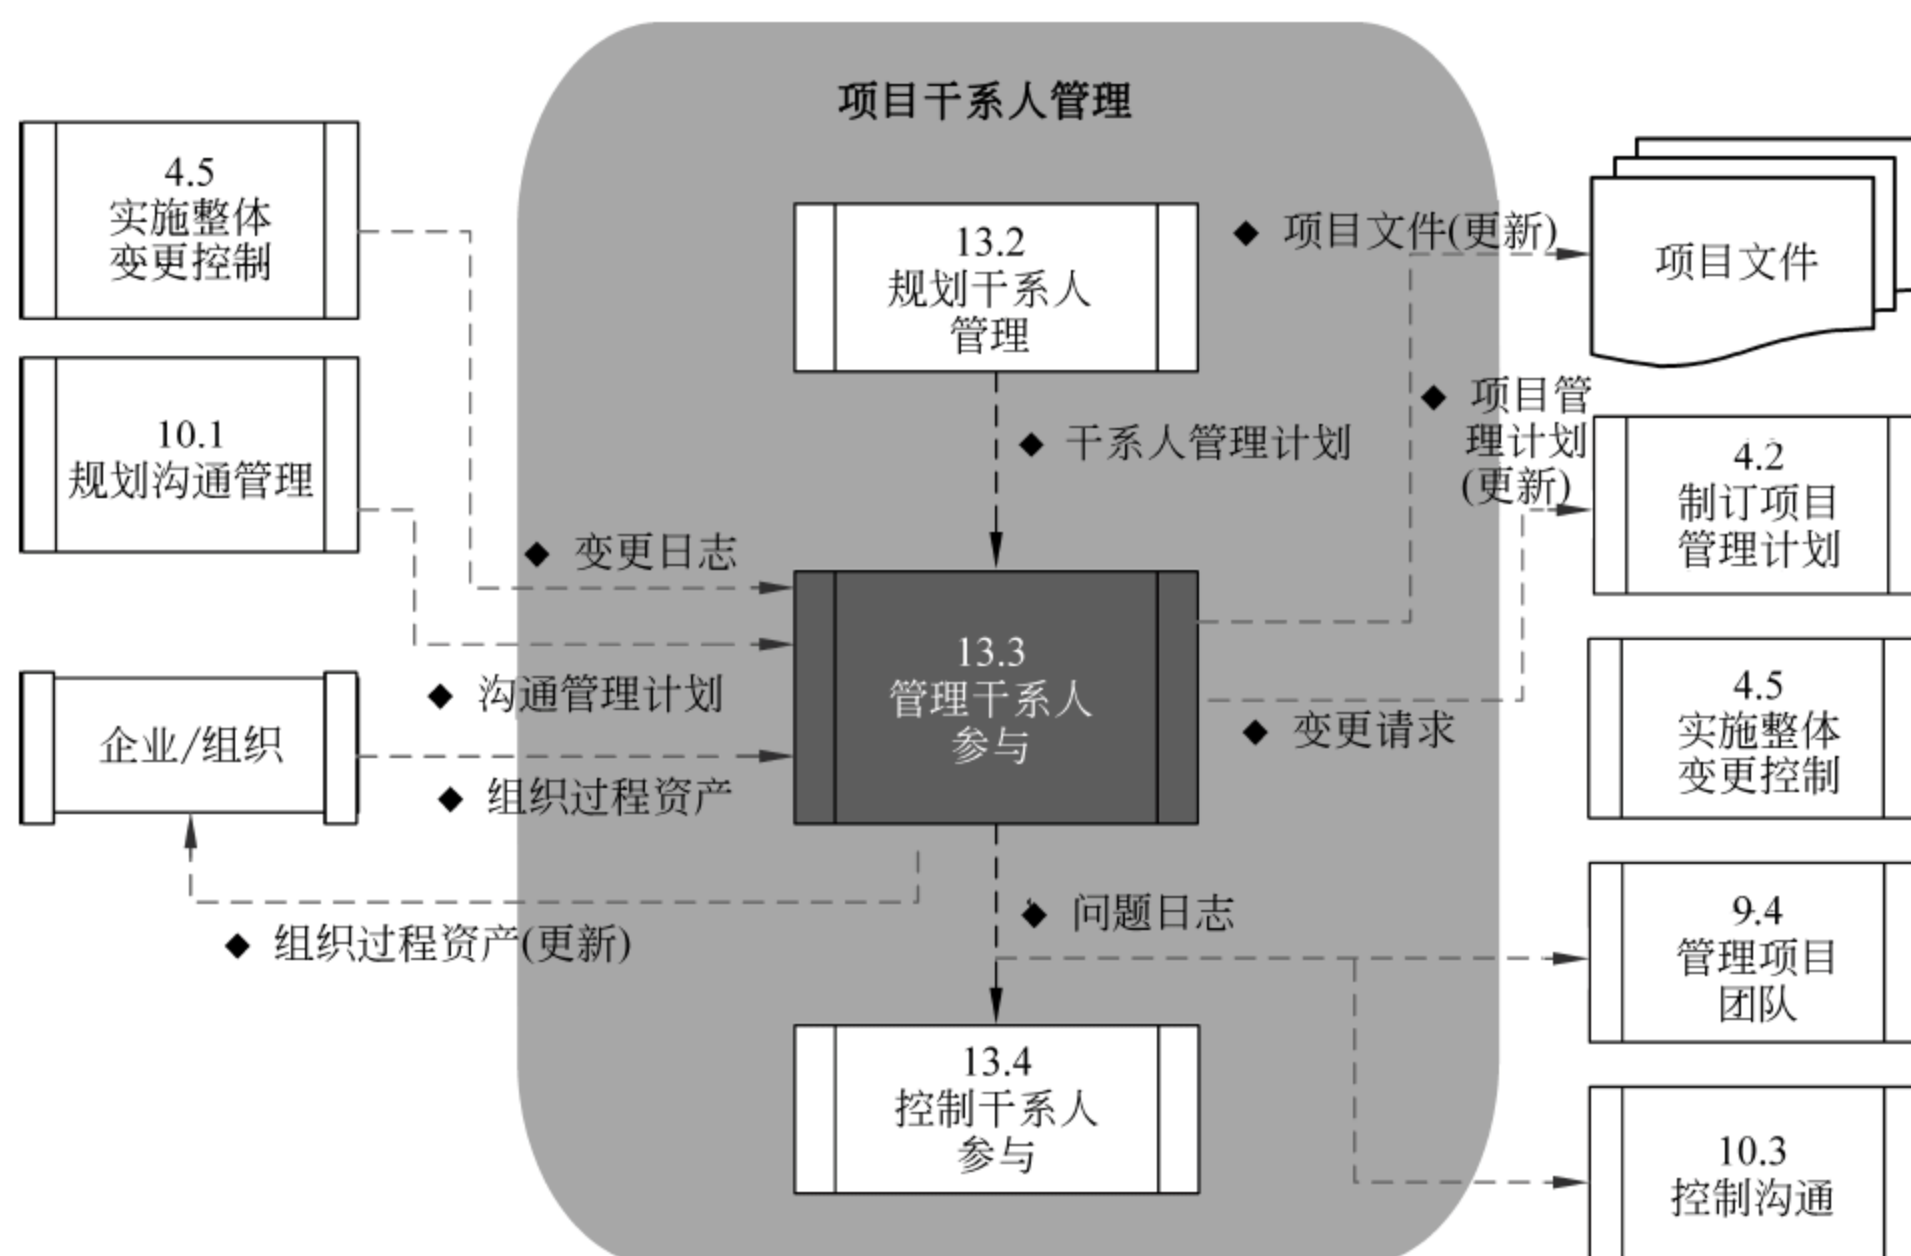 项目干系人管理
4.5
实施整体
变更控制
10.1
规划沟通管理
企业/组织
13.2
规划干系人
管理
◆ 干系人管理计划
◆ 变更日志
◆ 沟通管理计划
◆ 组织过程资产
◆ 组织过程资产(更新)
13.3
管理干系人
参与
◆ 问题日志
13.4
控制干系人
参与
◆ 项目文件(更新)
◆ 项目管
理计划
(更新)
◆ 变更请求
项目文件
4.2
制订项目
管理计划
4.5
实施整体
变更控制
9.4
管理项目
团队
10.3
控制沟通